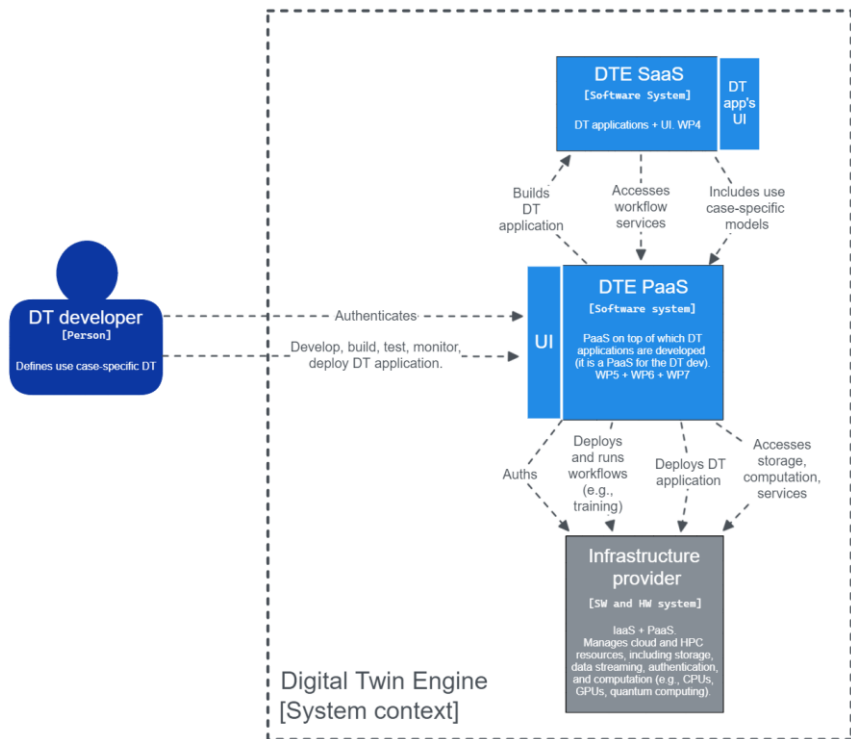 DTE SaaS
[Software System]
DT applications + UI. WP4
DT
app's
UI
Builds
DT
application
Accesses
workflow
services
Includes use
case-specific
models
DT developer
[Person]
Defines use case-specific DT
Authenticates
Develop, build, test, monitor,
deploy DT application.
UI
DTE PaaS
[Software system]
PaaS on top of which DT
applications are developed
(it is a PaaS for the DT dev).
WP5 + WP6 + WP7
Auths
Deploys
and runs
workflows
(e.g.,
training)
Deploys DT
application
Accesses
storage,
computation,
services
Infrastructure
provider
[SW and HW system]
IaaS + PaaS.
Manages cloud and HPC
resources, including storage,
data streaming, authentication,
and computation (e.g., CPUs,
GPUs, quantum computing).
Digital Twin Engine
[System context]